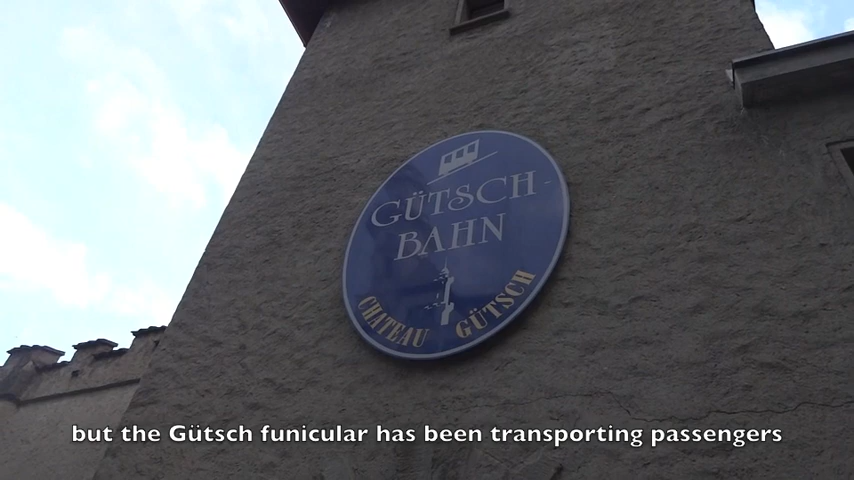 GÜTSCH-
BAHN
CHATEAU GÜTSCH
but the Gütsch funicular has been transporting passengers